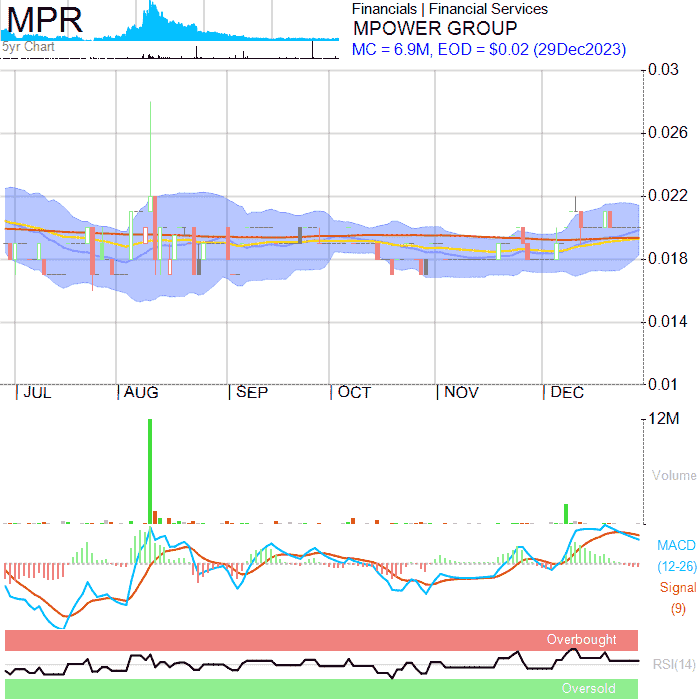 MPR
5yr Chart
Financials | Financial Services
MPOWER GROUP
MC = 6.9M, EOD = $0.02 (29Dec2023)
0.03
0.026
0.022
0.018
0.014
0.01
JUL AUG SEP OCT NOV DEC
12M
Volume
MACD
(12-26)
Signal
(9)
Overbought
RSI(14)
Oversold